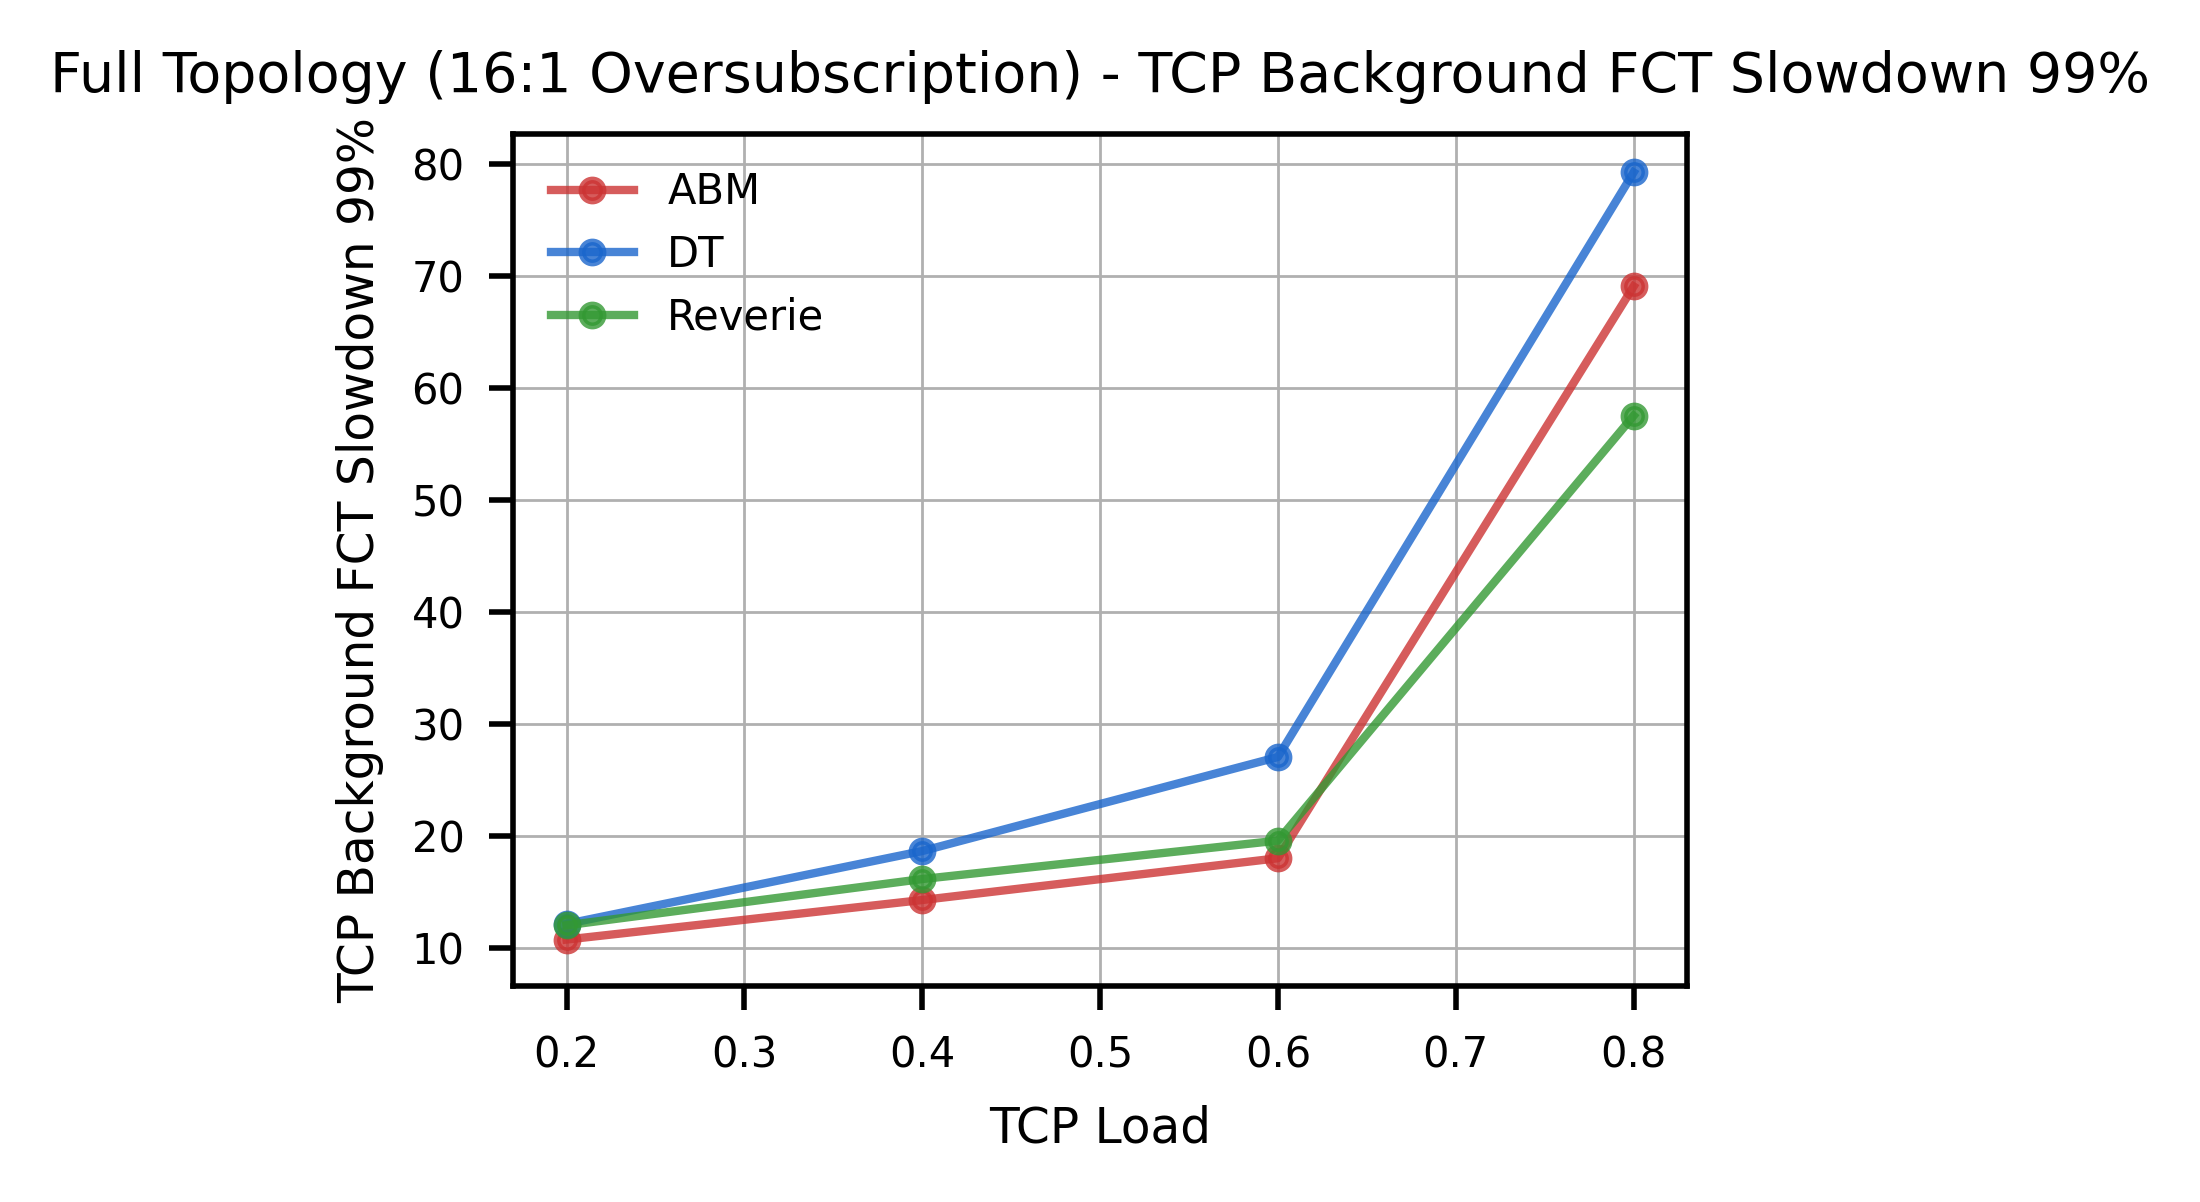 Full Topology (16:1 Oversubscription) - TCP Background FCT Slowdown 99%
TCP Background FCT Slowdown 99%
80
70
60
50
40
30
20
10
ABM
DT
Reverie
0.2 0.3 0.4 0.5 0.6 0.7 0.8
TCP Load